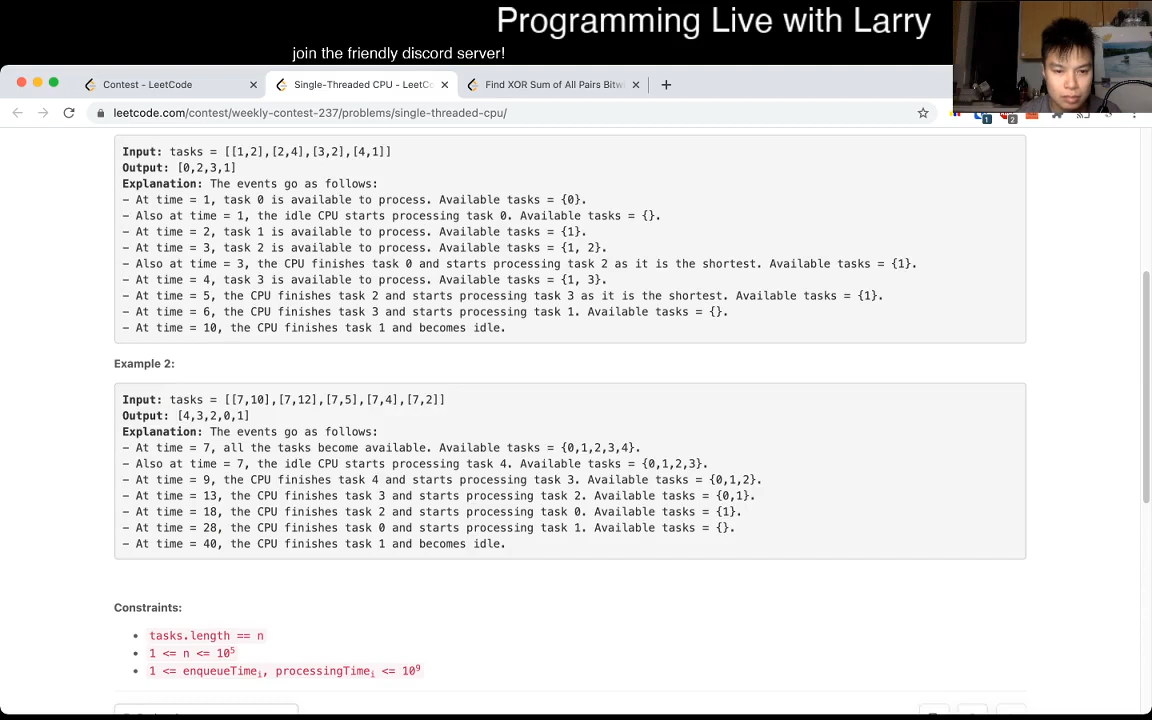 Programming Live with Larry
join the friendly discord server!
Contest - LeetCode
Single-Threaded CPU - LeetCo
Find XOR Sum of All Pairs Bitwi
leetcode.com/contest/weekly-contest-237/problems/single-threaded-cpu/
1
2
Input: tasks = [[1,2],[2,4],[3,2],[4,1]]
Output: [0,2,3,1]
Explanation: The events go as follows:
- At time = 1, task 0 is available to process. Available tasks = {0}.
- Also at time = 1, the idle CPU starts processing task 0. Available tasks = {}.
- At time = 2, task 1 is available to process. Available tasks = {1}.
- At time = 3, task 2 is available to process. Available tasks = {1, 2}.
- Also at time = 3, the CPU finishes task 0 and starts processing task 2 as it is the shortest. Available tasks = {1}.
- At time = 4, task 3 is available to process. Available tasks = {1, 3}.
- At time = 5, the CPU finishes task 2 and starts processing task 3 as it is the shortest. Available tasks = {1}.
- At time = 6, the CPU finishes task 3 and starts processing task 1. Available tasks = {}.
- At time = 10, the CPU finishes task 1 and becomes idle.
Example 2:
Input: tasks = [[7,10],[7,12],[7,5],[7,4],[7,2]]
Output: [4,3,2,0,1]
Explanation: The events go as follows:
- At time = 7, all the tasks become available. Available tasks = {0,1,2,3,4}.
- Also at time = 7, the idle CPU starts processing task 4. Available tasks = {0,1,2,3}.
- At time = 9, the CPU finishes task 4 and starts processing task 3. Available tasks = {0,1,2}.
- At time = 13, the CPU finishes task 3 and starts processing task 2. Available tasks = {0,1}.
- At time = 18, the CPU finishes task 2 and starts processing task 0. Available tasks = {1}.
- At time = 28, the CPU finishes task 0 and starts processing task 1. Available tasks = {}.
- At time = 40, the CPU finishes task 1 and becomes idle.
Constraints:
• tasks.length == n
• 1 <= n <= 10⁵
• 1 <= enqueueTimeᵢ, processingTimeᵢ <= 10⁹